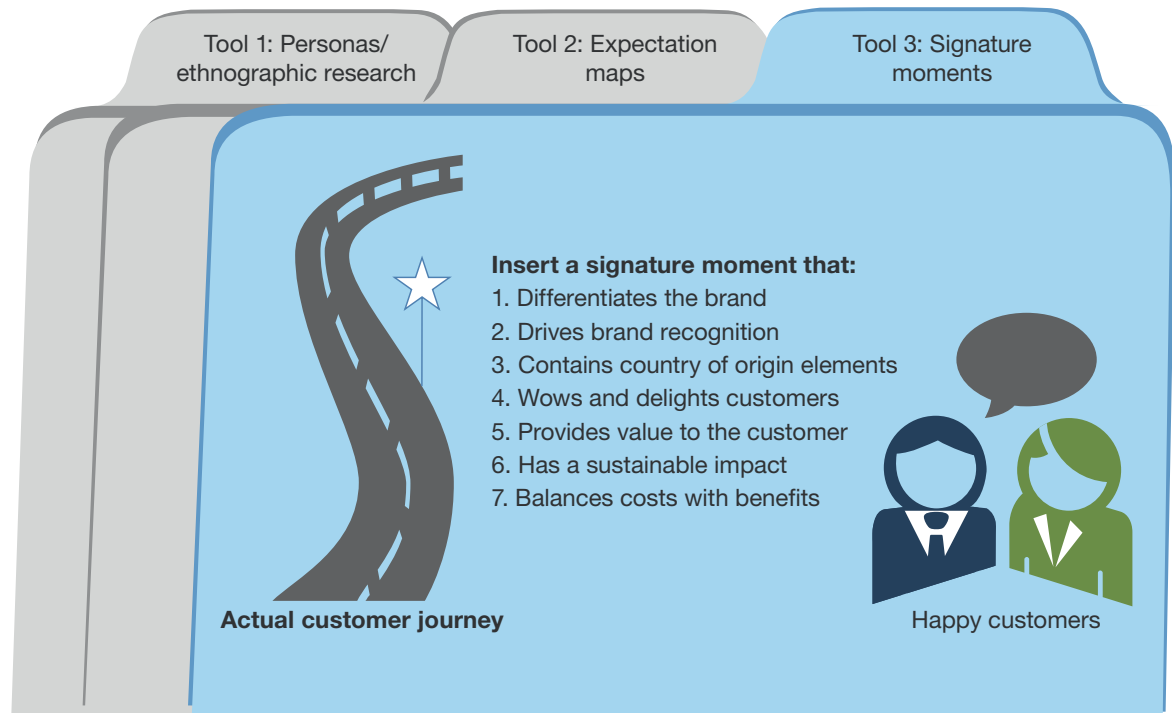 Tool 1: Personas/
ethnographic research
Tool 2: Expectation
maps
Tool 3: Signature
moments
Insert a signature moment that:
1. Differentiates the brand
2. Drives brand recognition
3. Contains country of origin elements
4. Wows and delights customers
5. Provides value to the customer
6. Has a sustainable impact
7. Balances costs with benefits
Actual customer journey
Happy customers